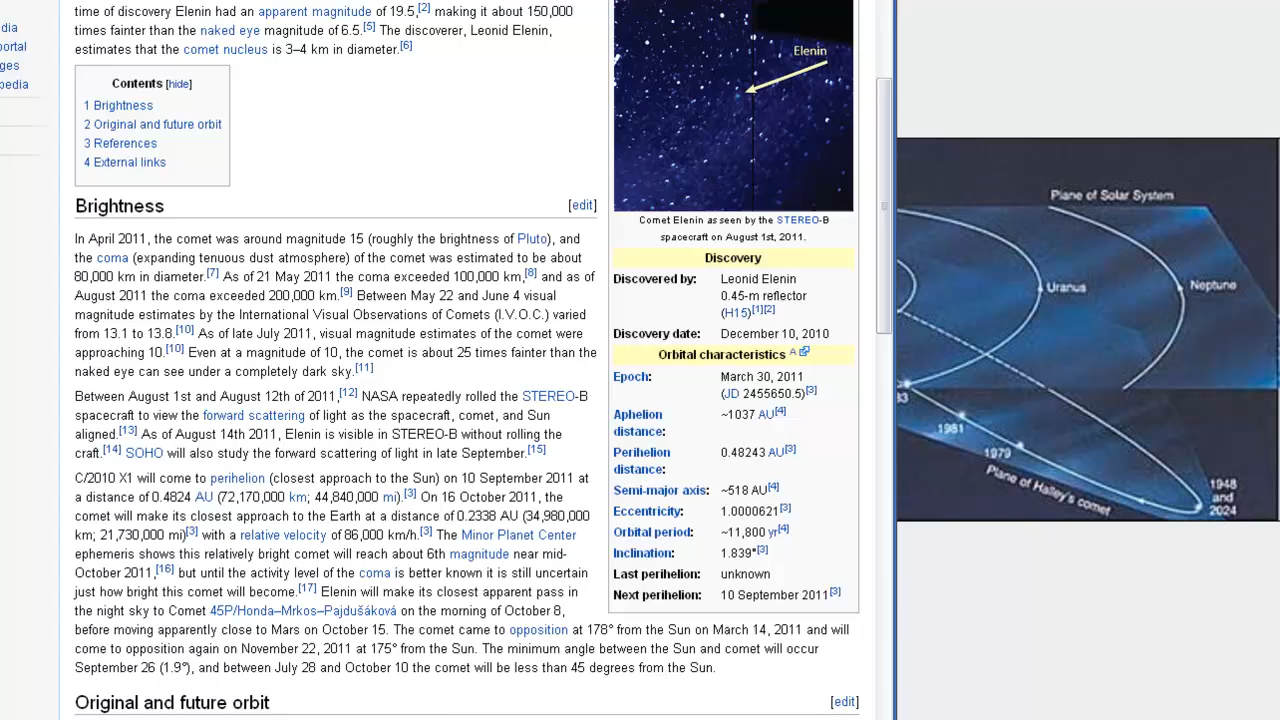 dia
portal
ges
pedia
time of discovery Elenin had an apparent magnitude of 19.5,[2] making it about 150,000
times fainter than the naked eye magnitude of 6.5.[5] The discoverer, Leonid Elenin,
estimates that the comet nucleus is 3–4 km in diameter.[6]
Contents [hide]
1 Brightness
2 Original and future orbit
3 References
4 External links
Brightness
[edit]
In April 2011, the comet was around magnitude 15 (roughly the brightness of Pluto), and
the coma (expanding tenuous dust atmosphere) of the comet was estimated to be about
80,000 km in diameter.[7] As of 21 May 2011 the coma exceeded 100,000 km,[8] and as of
August 2011 the coma exceeded 200,000 km.[9] Between May 22 and June 4 visual
magnitude estimates by the International Visual Observations of Comets (I.V.O.C.) varied
from 13.1 to 13.8.[10] As of late July 2011, visual magnitude estimates of the comet were
approaching 10.[10] Even at a magnitude of 10, the comet is about 25 times fainter than the
naked eye can see under a completely dark sky.[11]
Between August 1st and August 12th of 2011,[12] NASA repeatedly rolled the STEREO-B
spacecraft to view the forward scattering of light as the spacecraft, comet, and Sun
aligned.[13] As of August 14th 2011, Elenin is visible in STEREO-B without rolling the
craft.[14] SOHO will also study the forward scattering of light in late September.[15]
C/2010 X1 will come to perihelion (closest approach to the Sun) on 10 September 2011 at
a distance of 0.4824 AU (72,170,000 km; 44,840,000 mi).[3] On 16 October 2011, the
comet will make its closest approach to the Earth at a distance of 0.2338 AU (34,980,000
km; 21,730,000 mi)[3] with a relative velocity of 86,000 km/h.[3] The Minor Planet Center
ephemeris shows this relatively bright comet will reach about 6th magnitude near mid-
October 2011,[16] but until the activity level of the coma is better known it is still uncertain
just how bright this comet will become.[17] Elenin will make its closest apparent pass in
the night sky to Comet 45P/Honda–Mrkos–Pajdušáková on the morning of October 8,
before moving apparently close to Mars on October 15. The comet came to opposition at 178° from the Sun on March 14, 2011 and will
come to opposition again on November 22, 2011 at 175° from the Sun. The minimum angle between the Sun and comet will occur
September 26 (1.9°), and between July 28 and October 10 the comet will be less than 45 degrees from the Sun.
Original and future orbit
[edit]
Elenin
Comet Elenin as seen by the STEREO-B
spacecraft on August 1st, 2011.
Discovery
Discovered by: Leonid Elenin
0.45-m reflector
(H15)[1][2]
Discovery date: December 10, 2010
Orbital characteristics A
Epoch: March 30, 2011
(JD 2455650.5)[3]
Aphelion distance: ~1037 AU[4]
Perihelion distance: 0.48243 AU[3]
Semi-major axis: ~518 AU[4]
Eccentricity: 1.0000621[3]
Orbital period: ~11,800 yr[4]
Inclination: 1.839°[3]
Last perihelion: unknown
Next perihelion: 10 September 2011[3]
Plane of Solar System
Uranus
Neptune
83
1981
1979
Plane of Halley's comet
1948
and
2024